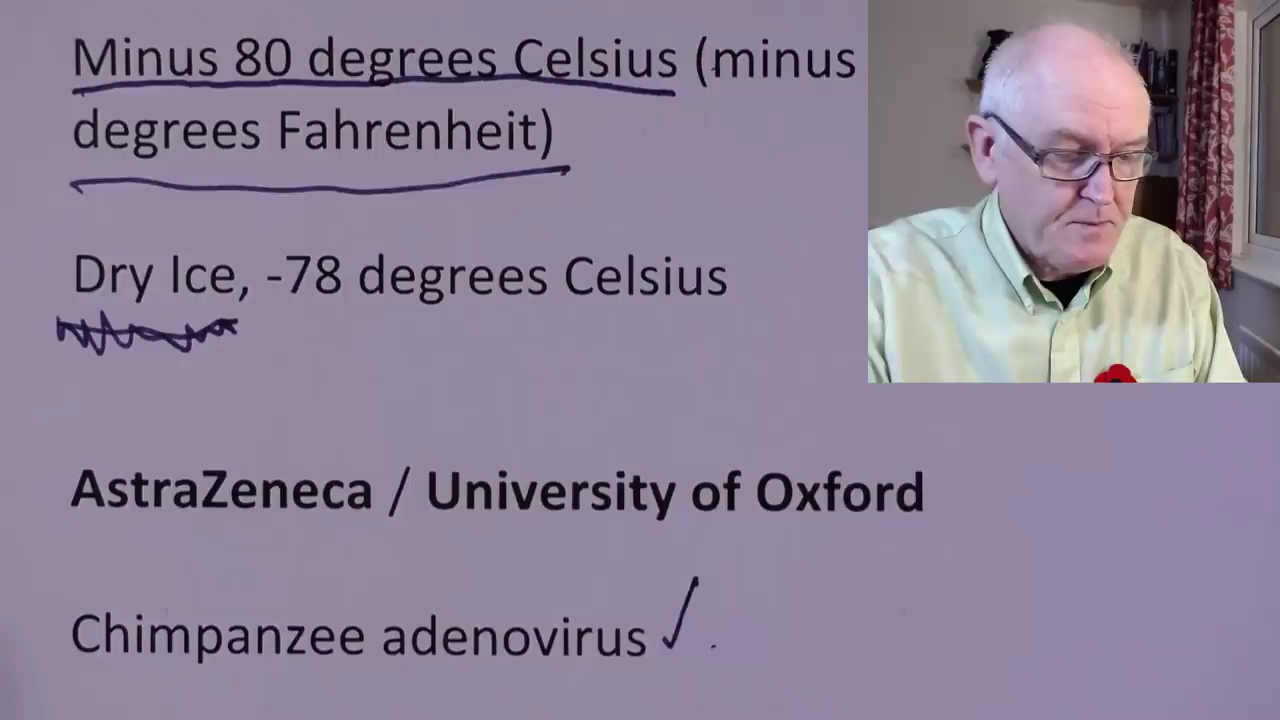 Minus 80 degrees Celsius (minus
degrees Fahrenheit)
Dry Ice, -78 degrees Celsius
AstraZeneca / University of Oxford
Chimpanzee adenovirus